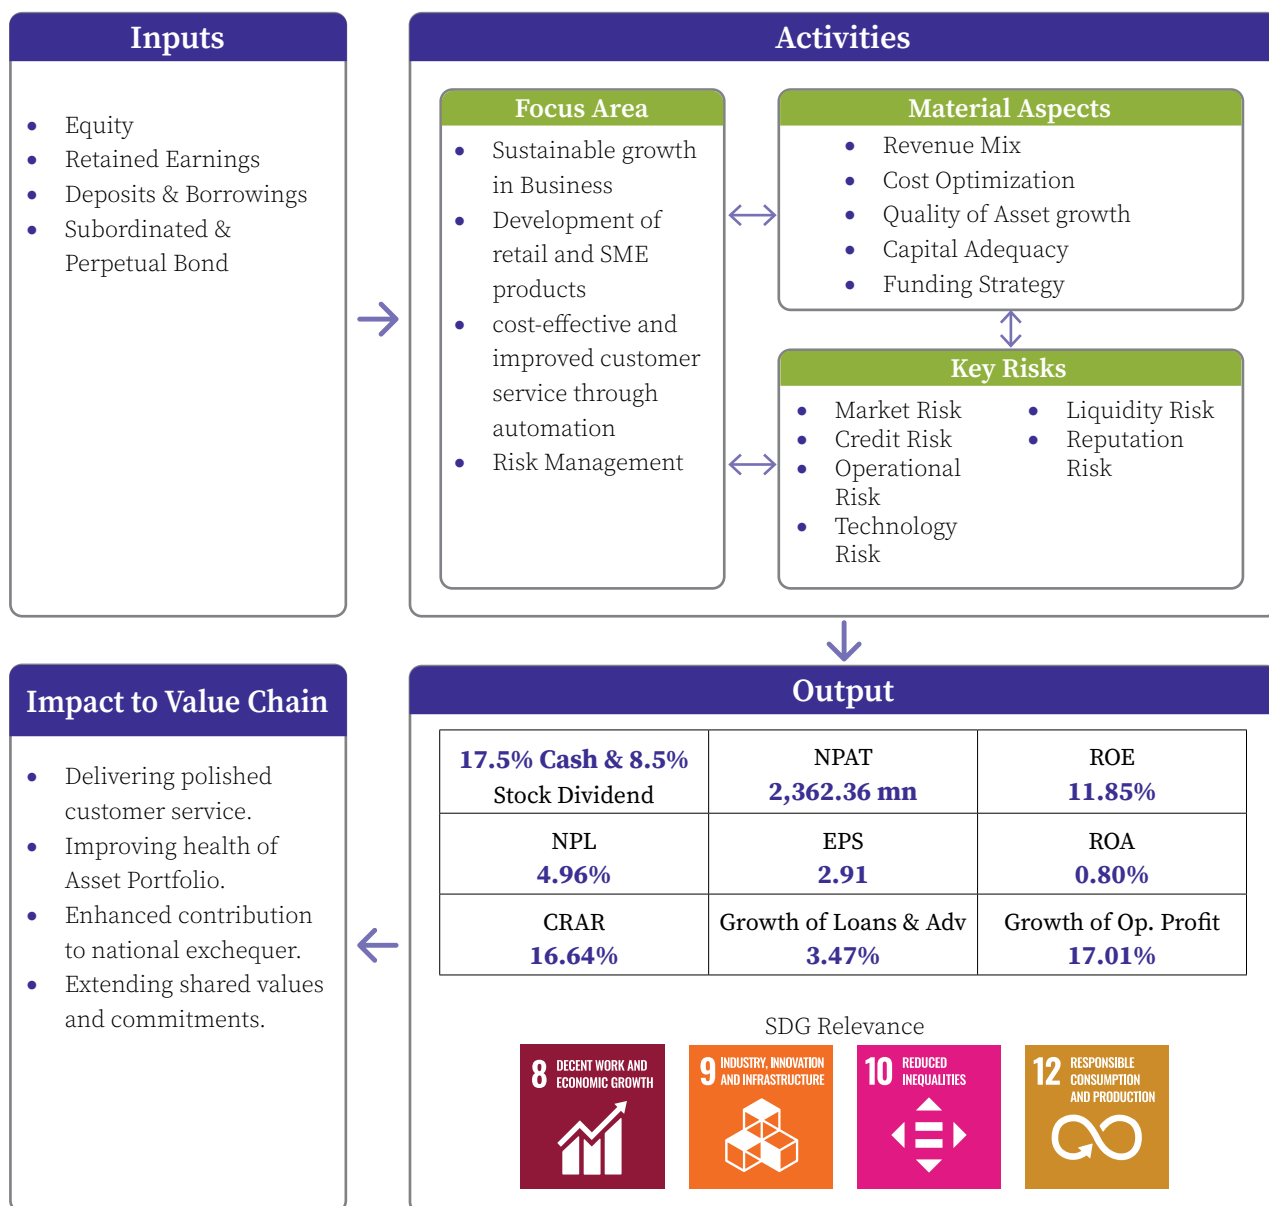 Inputs
• Equity
• Retained Earnings
• Deposits & Borrowings
• Subordinated &
Perpetual Bond
Activities
Focus Area
• Sustainable growth
in Business
• Development of
retail and SME
products
• cost-effective and
improved customer
service through
automation
• Risk Management
Material Aspects
• Revenue Mix
• Cost Optimization
• Quality of Asset growth
• Capital Adequacy
• Funding Strategy
Key Risks
• Market Risk
• Credit Risk
• Operational
Risk
• Technology
Risk
• Liquidity Risk
• Reputation
Risk
Output
17.5% Cash & 8.5%
Stock Dividend
NPAT
2,362.36 mn
ROE
11.85%
NPL
4.96%
EPS
2.91
ROA
0.80%
CRAR
16.64%
Growth of Loans & Adv
3.47%
Growth of Op. Profit
17.01%
SDG Relevance
8 DECENT WORK AND
ECONOMIC GROWTH
9 INDUSTRY, INNOVATION
AND INFRASTRUCTURE
10 REDUCED
INEQUALITIES
12 RESPONSIBLE
CONSUMPTION
AND PRODUCTION
Impact to Value Chain
• Delivering polished
customer service.
• Improving health of
Asset Portfolio.
• Enhanced contribution
to national exchequer.
• Extending shared values
and commitments.